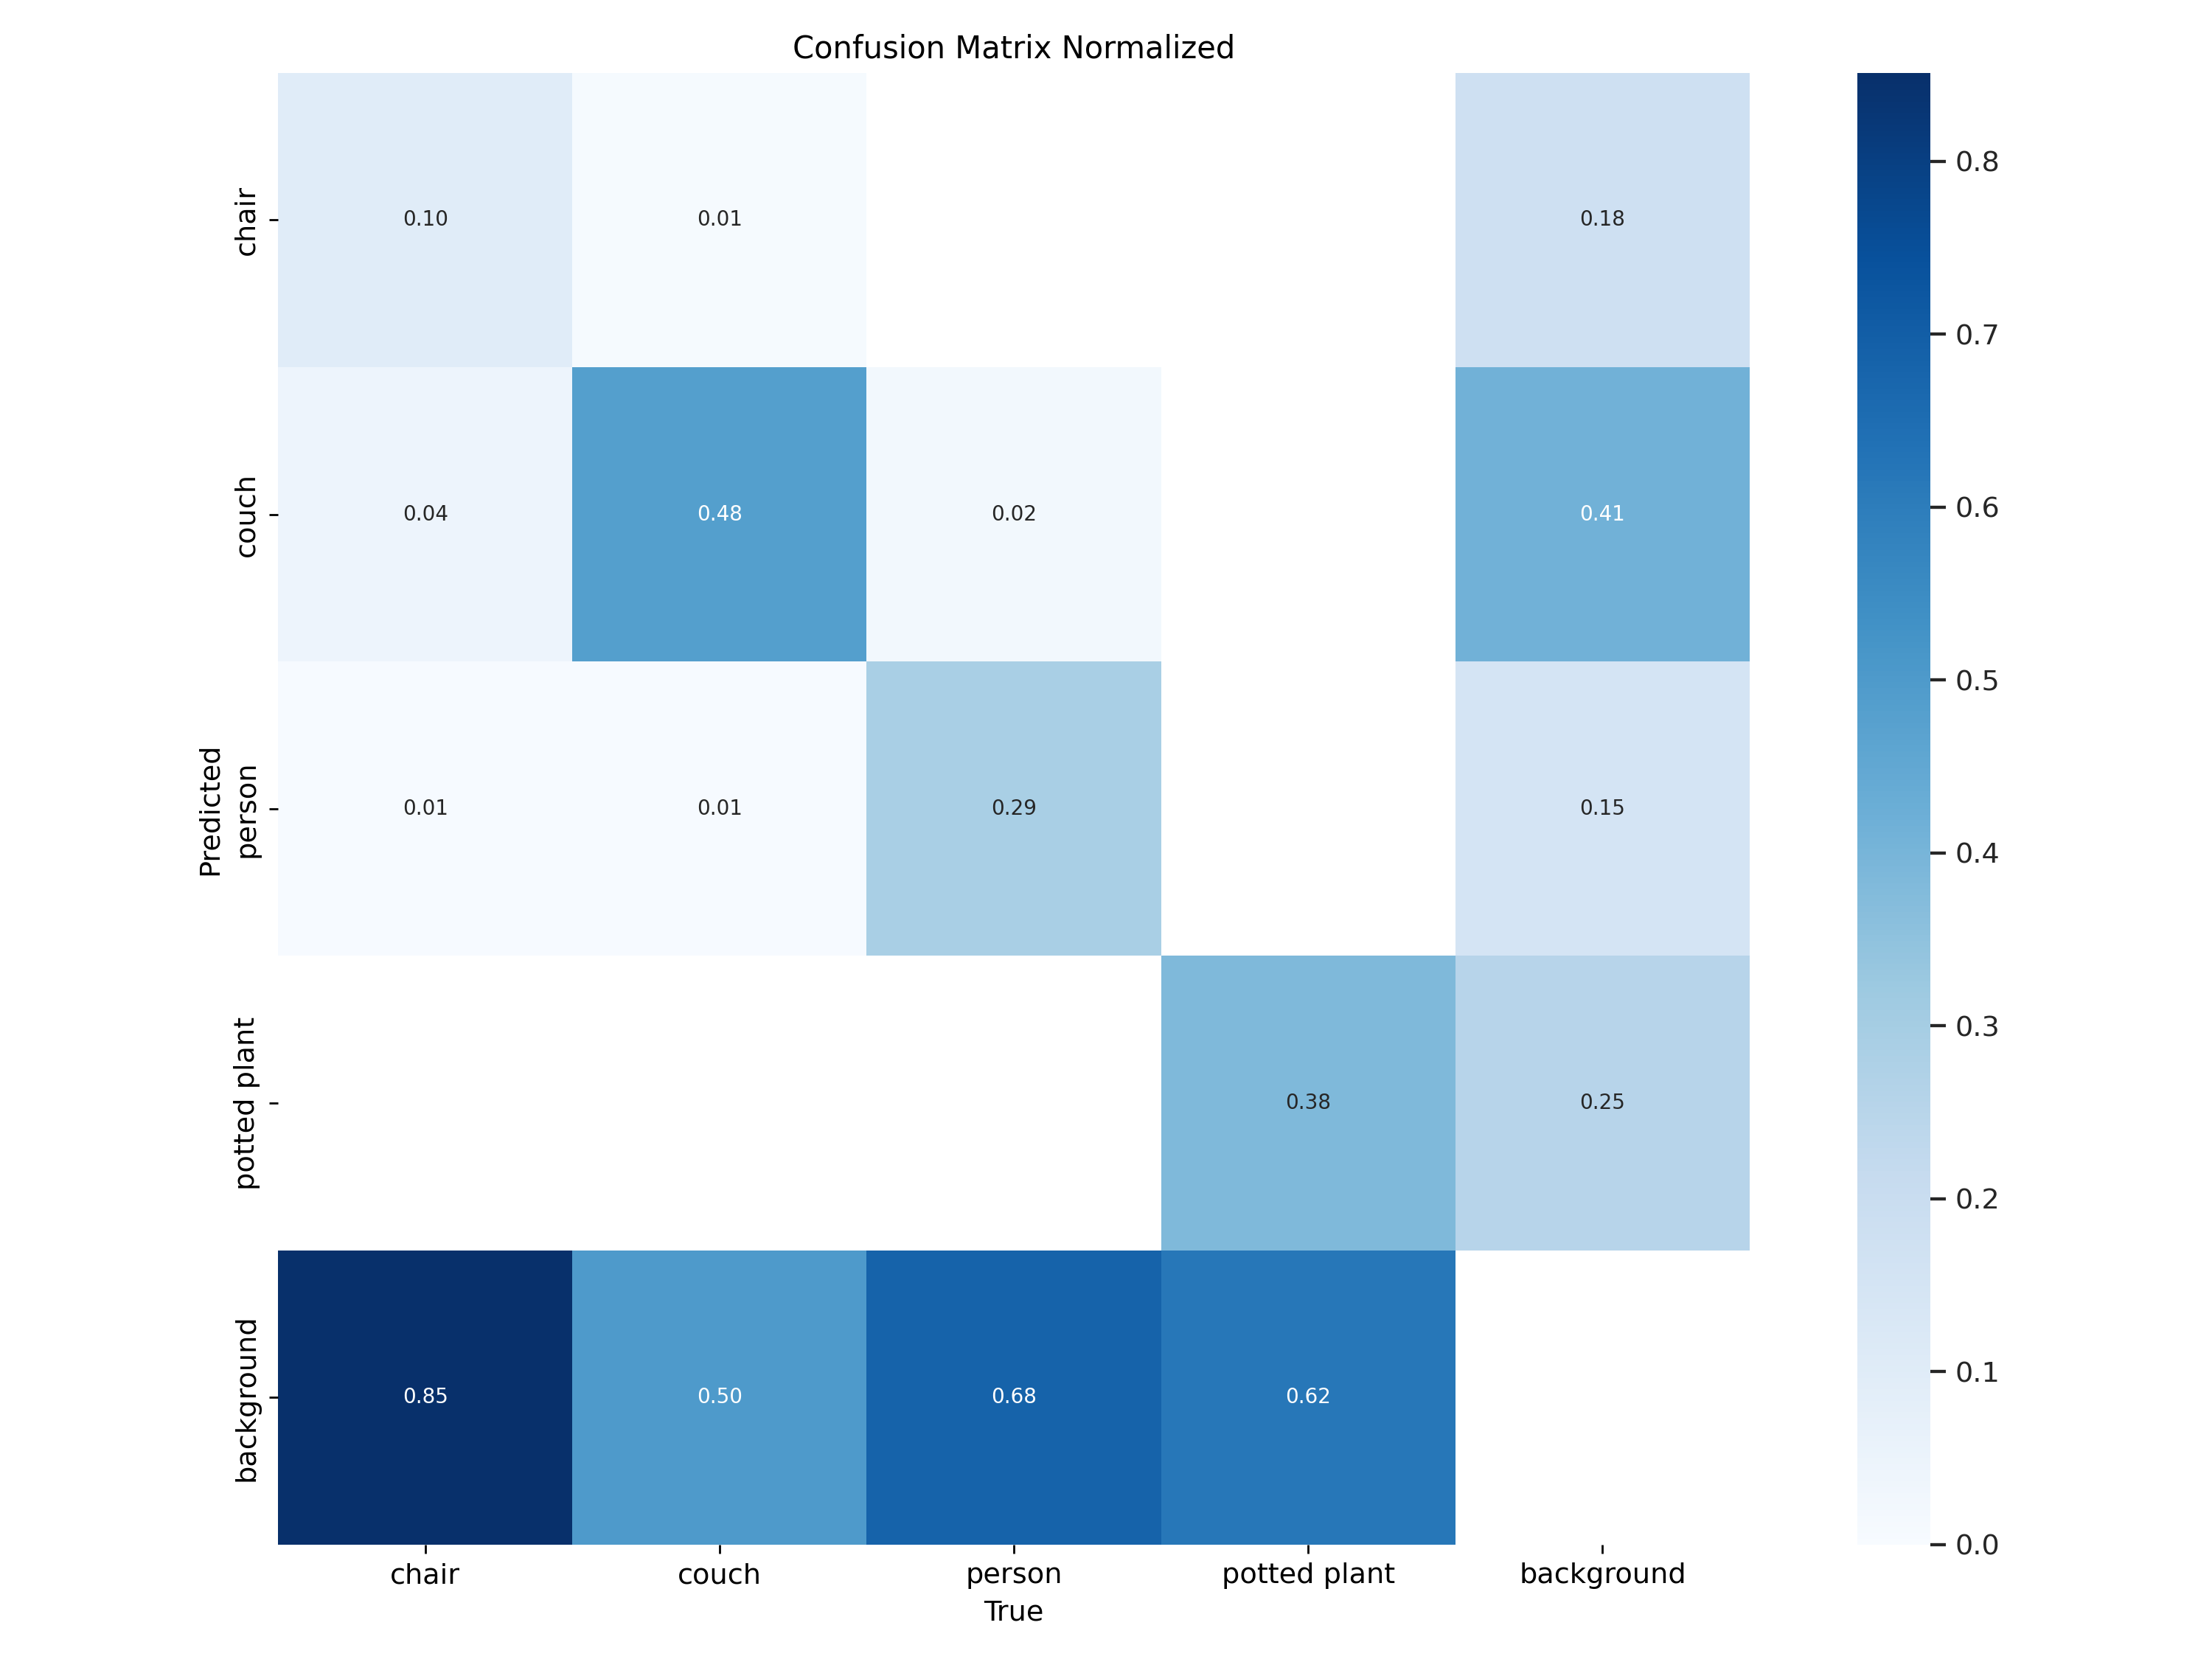 Confusion Matrix Normalized
chair
0.10
0.01
0.18
couch
0.04
0.48
0.02
0.41
Predicted
person
0.01
0.01
0.29
0.15
potted plant
0.38
0.25
background
0.85
0.50
0.68
0.62
chair
couch
person
potted plant
background
True
0.8
0.7
0.6
0.5
0.4
0.3
0.2
0.1
0.0